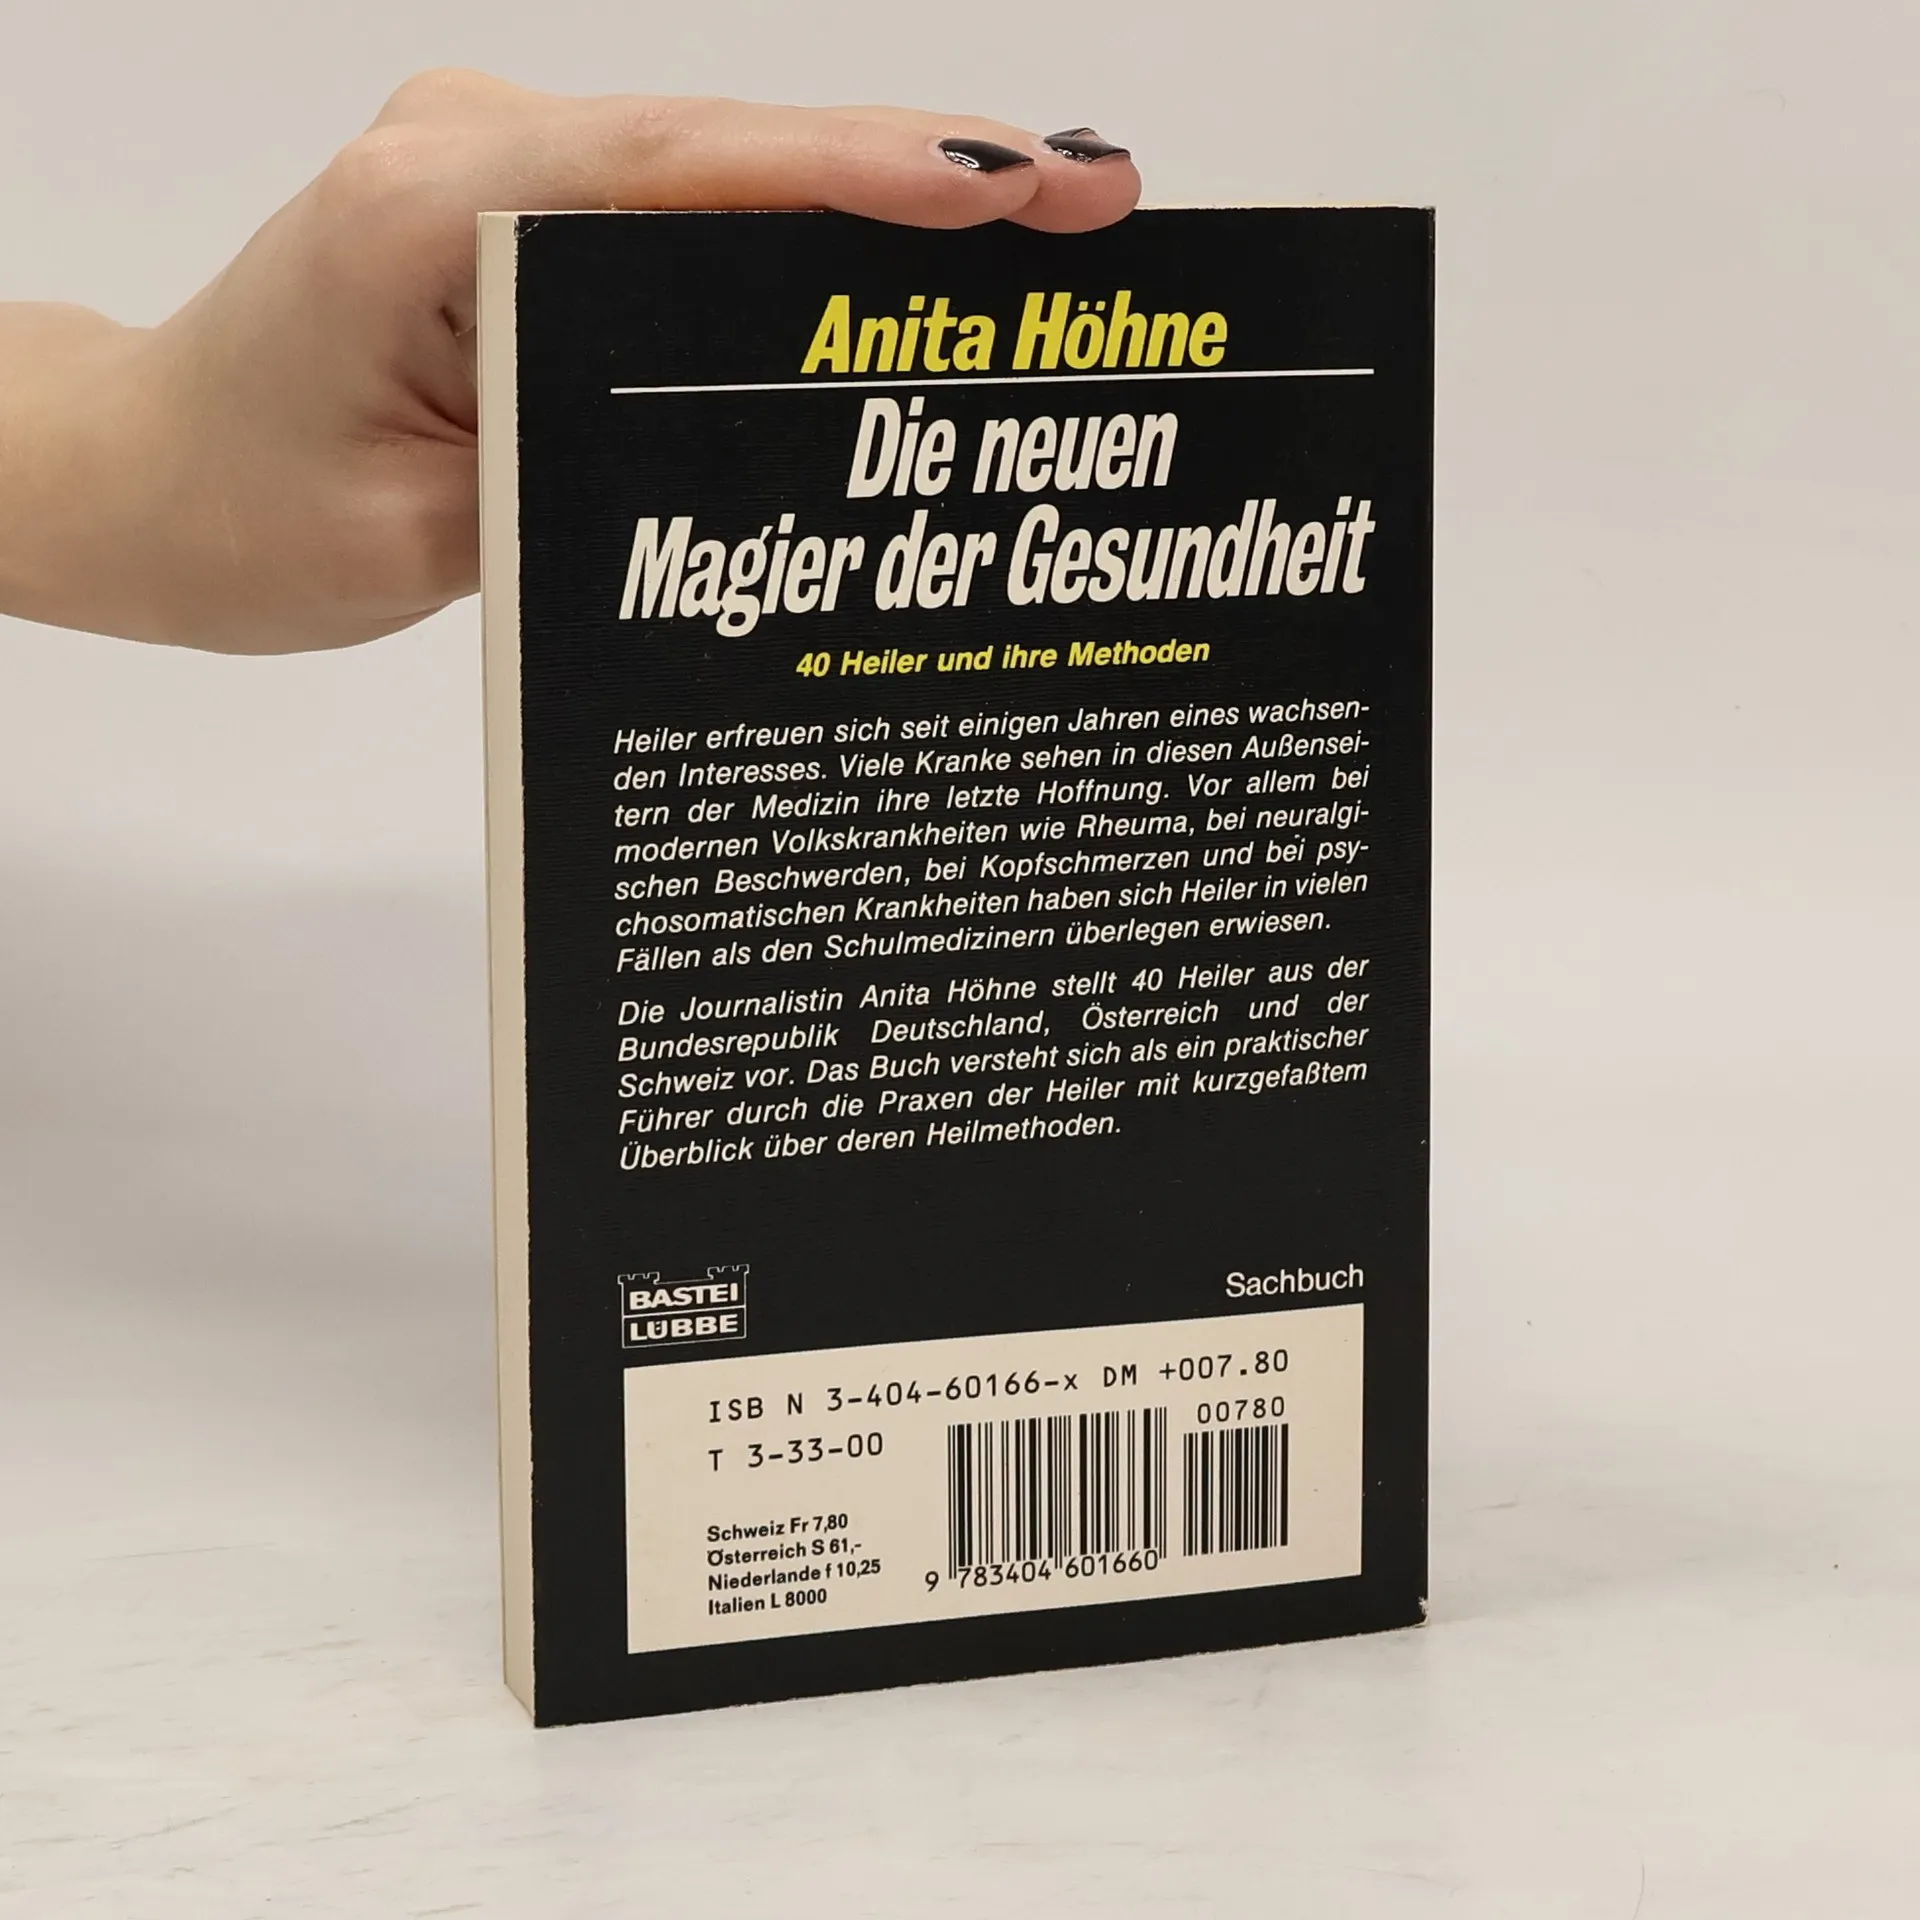 Anita Höhne
Die neuen
Magier der Gesundheit
40 Heiler und ihre Methoden
Heiler erfreuen sich seit einigen Jahren eines wachsen-
den Interesses. Viele Kranke sehen in diesen Außensei-
tern der Medizin ihre letzte Hoffnung. Vor allem bei
modernen Volkskrankheiten wie Rheuma, bei neuralgi-
schen Beschwerden, bei Kopfschmerzen und bei psy-
chosomatischen Krankheiten haben sich Heiler in vielen
Fällen als den Schulmedizinern überlegen erwiesen.
Die Journalistin Anita Höhne stellt 40 Heiler aus der
Bundesrepublik Deutschland, Österreich und der
Schweiz vor. Das Buch versteht sich als ein praktischer
Führer durch die Praxen der Heiler mit kurzgefaßtem
Überblick über deren Heilmethoden.
BASTEI
LÜBBE
Sachbuch
ISB N 3-404-60166-x DM +007.80
T 3-33-00
00780
Schweiz Fr 7,80
Österreich S 61,-
Niederlande f 10,25
Italien L 8000
9 783404 601660